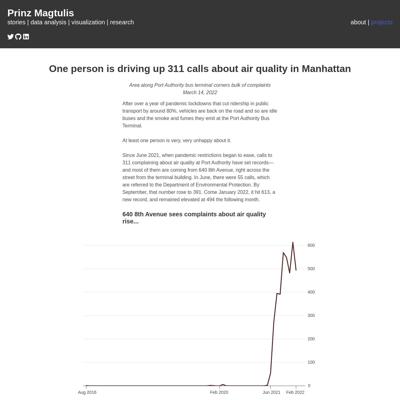 Prinz Magtulis
stories | data analysis | visualization | research
about | projects
One person is driving up 311 calls about air quality in Manhattan
Area along Port Authority bus terminal corners bulk of complaints
March 14, 2022
After over a year of pandemic lockdowns that cut ridership in public
transport by around 80%, vehicles are back on the road and so are idle
buses and the smoke and fumes they emit at the Port Authority Bus
Terminal.
At least one person is very, very unhappy about it.
Since June 2021, when pandemic restrictions began to ease, calls to
311 complaining about air quality at Port Authority have set records—
and most of them are coming from 640 8th Avenue, right across the
street from the terminal building. In June, there were 55 calls, which
are referred to the Department of Environmental Protection. By
September, that number rose to 391. Come January 2022, it hit 613, a
new record, and remained elevated at 494 the following month.
640 8th Avenue sees complaints about air quality
rise...
600
500
400
300
200
100
0
Aug 2016
Feb 2020
Jun 2021
Feb 2022